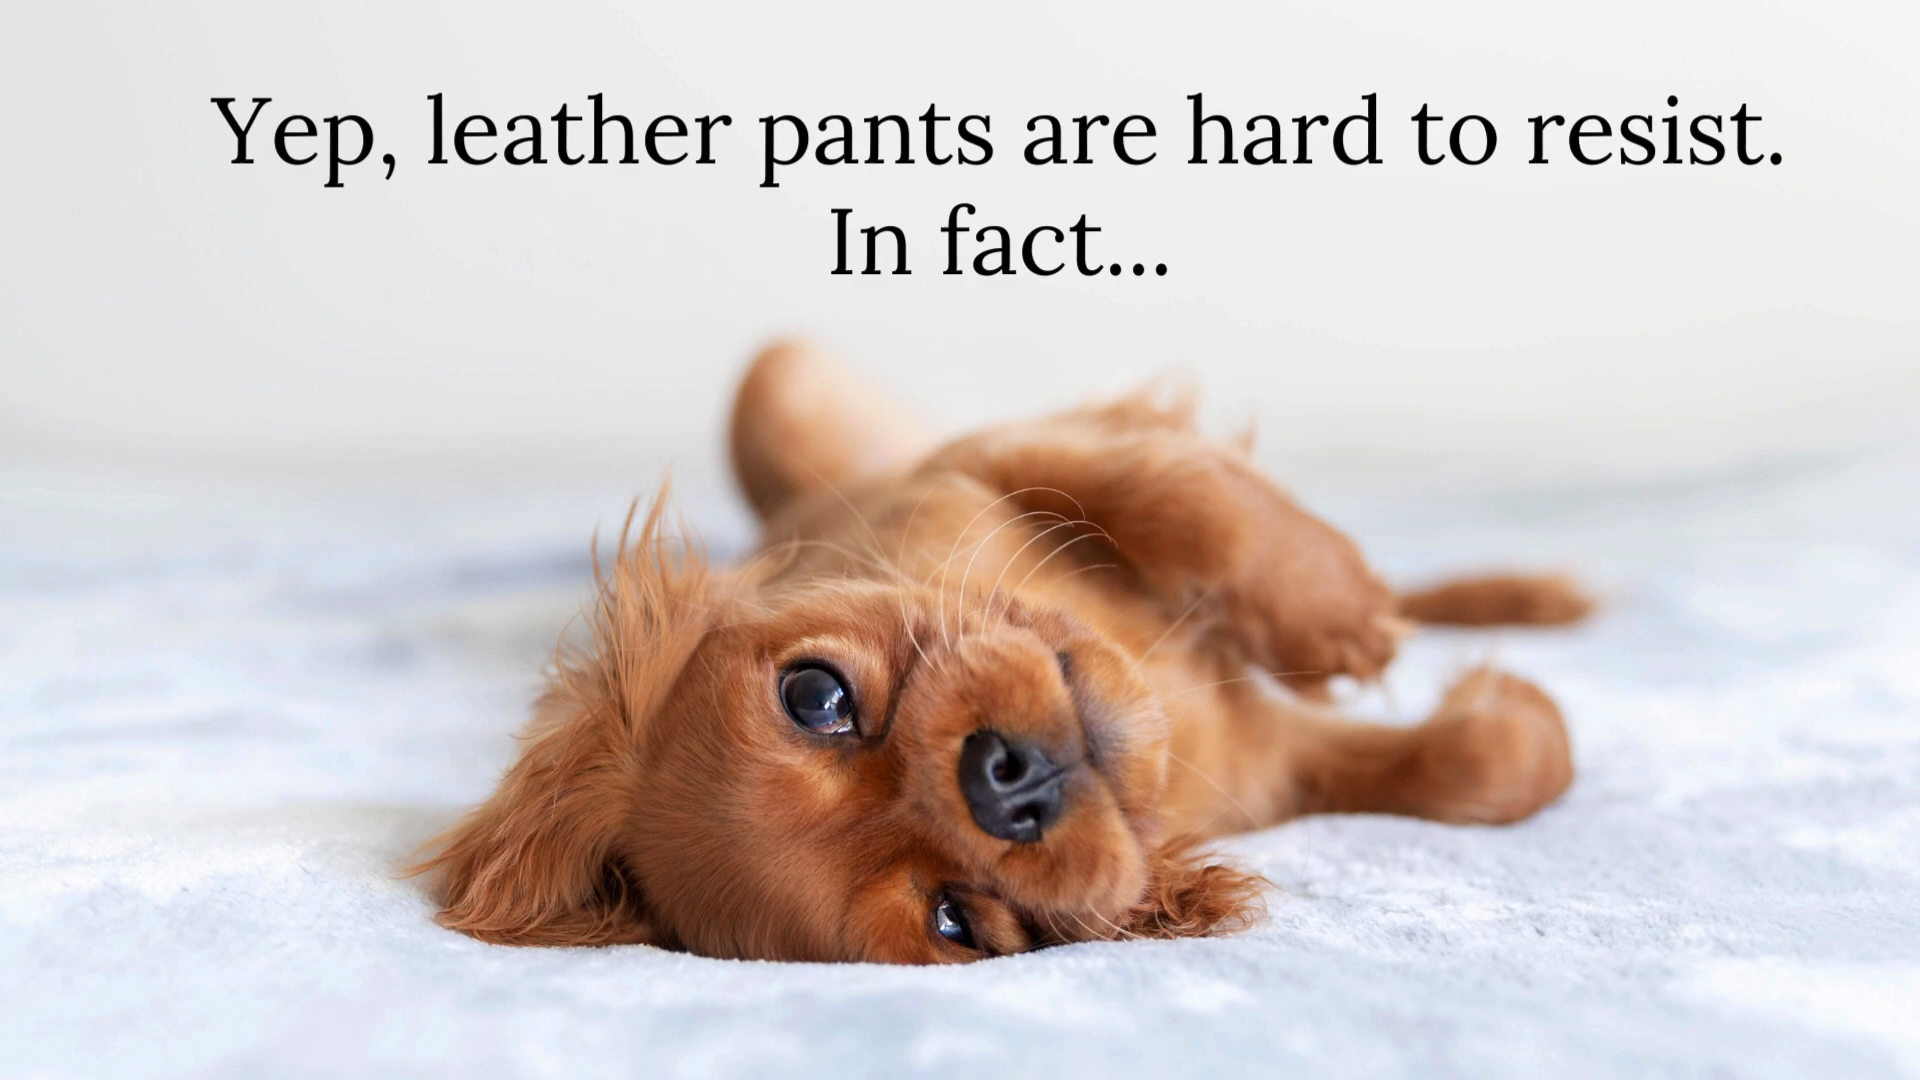 Yep, leather pants are hard to resist.
In fact...